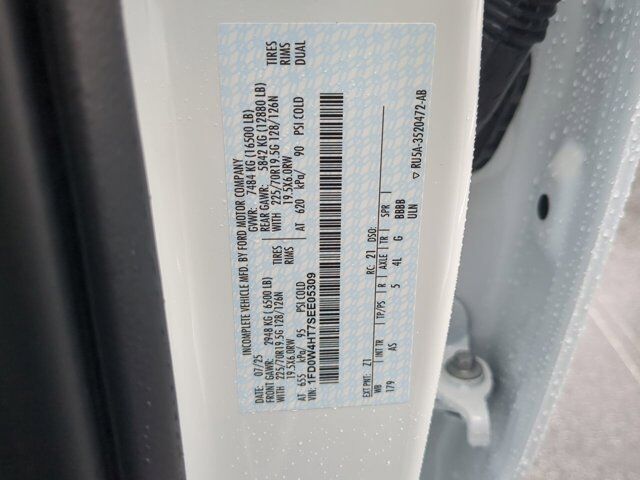 INCOMPLETE VEHICLE MFD. BY FORD MOTOR COMPANY
DATE: 07/25 GVWR: 7484 KG (16500 LB)
FRONT GAWR: 2948 KG (6500 LB) REAR GAWR: 5842 KG (12880 LB)
WITH 225/70R19.5G 128/126N TIRES WITH 225/70R19.5G 128/126N TIRES
19.5X6.0RW RIMS 19.5X6.0RW RIMS
AT 655 kPa/ 95 PSI COLD AT 620 kPa/ 90 PSI COLD DUAL
VIN: 1FD0W4HT7SEE05309
EXT PNT: Z1 RC: 21 DSO:
WB INT TR TP/PS R AXLE TR SPR
179 AS 5 4L G BBBB
ULN
▽ RU5A-3520472-AB